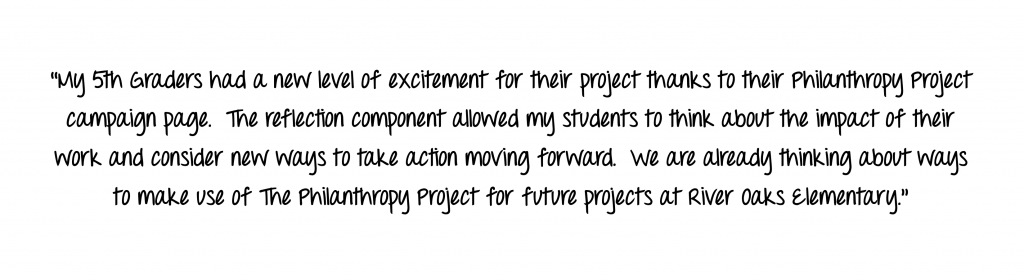 "My 5th Graders had a new level of excitement for their project thanks to their Philanthropy Project
campaign page.  The reflection component allowed my students to think about the impact of their
work and consider new ways to take action moving forward.  We are already thinking about ways
to make use of The Philanthropy Project for future projects at River Oaks Elementary."